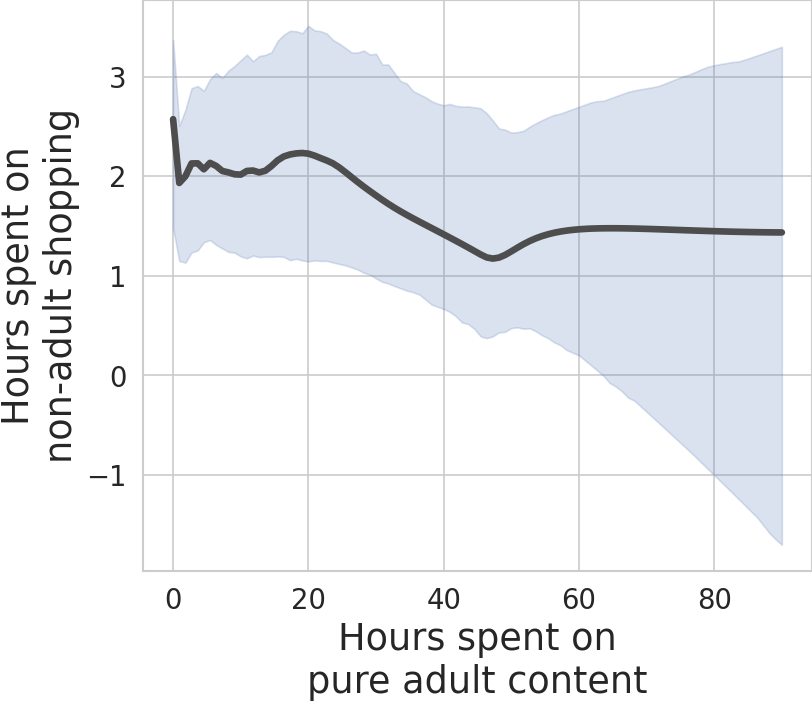 Hours spent on
non-adult shopping
3
2
1
0
−1
0 20 40 60 80
Hours spent on
pure adult content